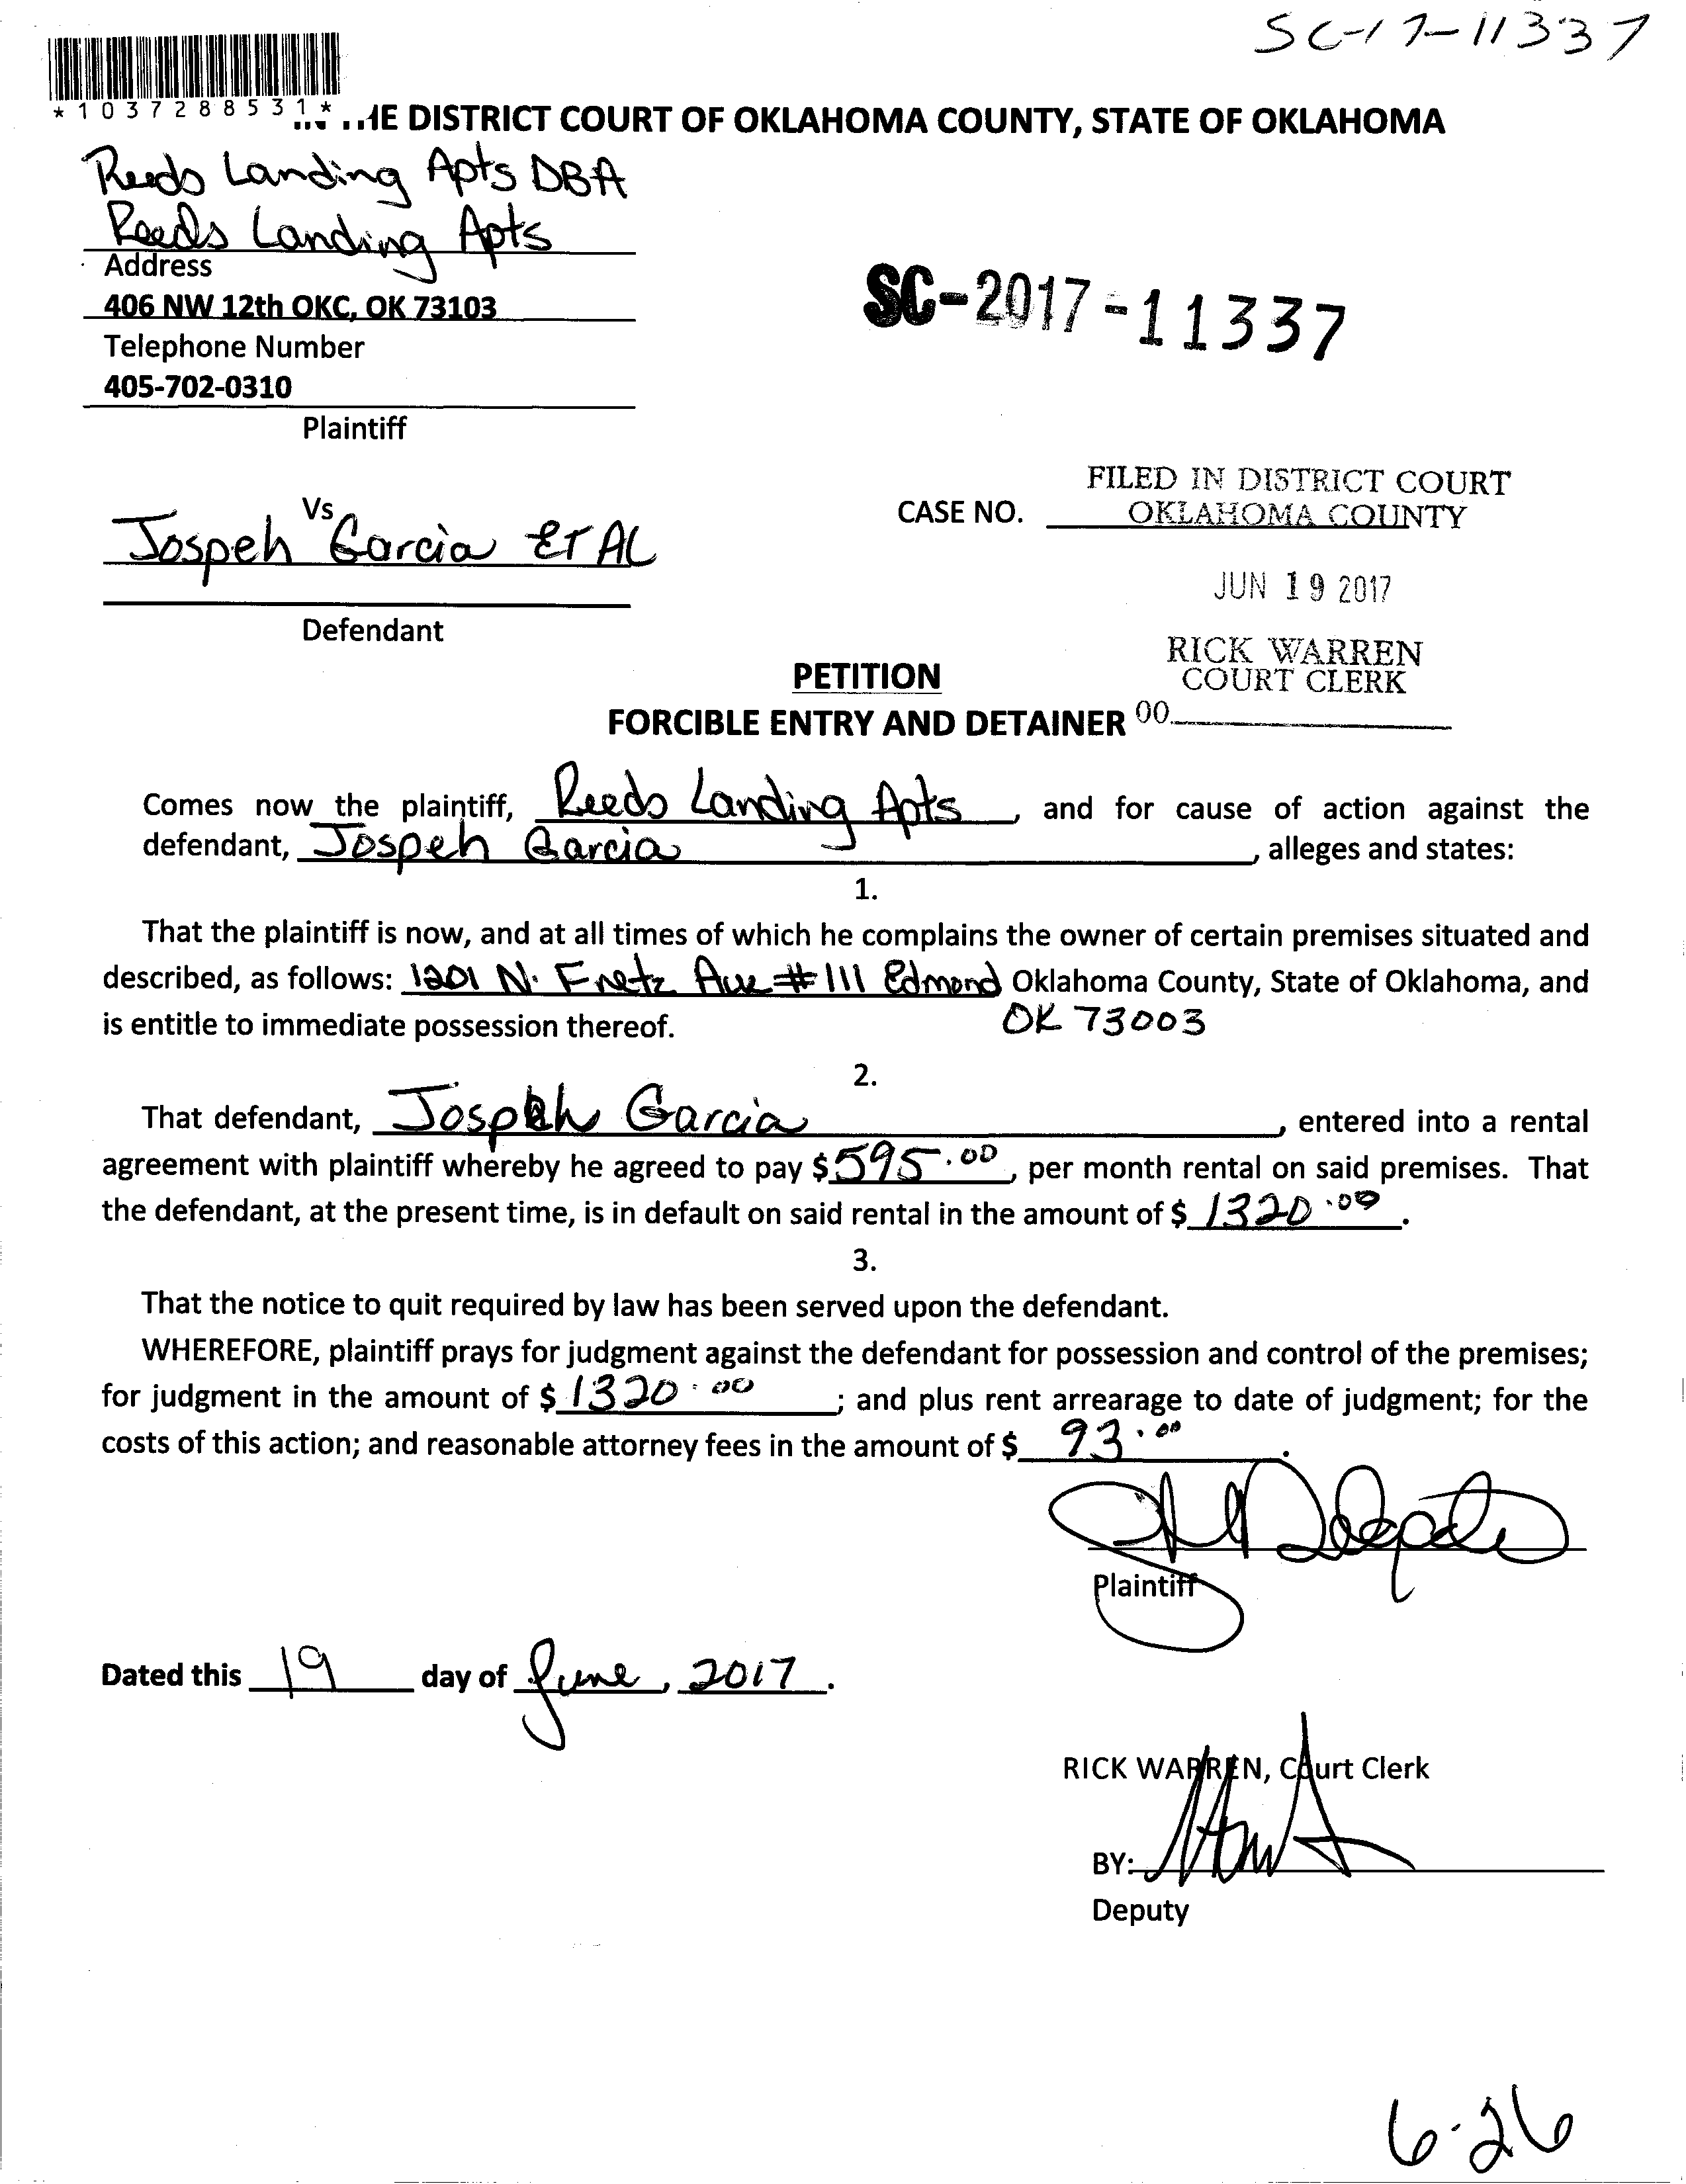 SC-17-11337
*1037288531*
HE DISTRICT COURT OF OKLAHOMA COUNTY, STATE OF OKLAHOMA
Reeds Landing Apts DBA
Reeds Landing Apts
Address
406 NW 12th OKC, OK 73103
SC-2017-11337
Telephone Number
405-702-0310
Plaintiff
FILED IN DISTRICT COURT
Vs
CASE NO. OKLAHOMA COUNTY
Jospeh Garcia ET AL
JUN 19 2017
Defendant
RICK WARREN
COURT CLERK
PETITION
FORCIBLE ENTRY AND DETAINER 00
Comes now the plaintiff, Reeds Landing Apts, and for cause of action against the
defendant, Jospeh Garcia, alleges and states:
1.
That the plaintiff is now, and at all times of which he complains the owner of certain premises situated and
described, as follows: 1201 N. Fretz Ave #111 Edmond Oklahoma County, State of Oklahoma, and
is entitle to immediate possession thereof. OK 73003
2.
That defendant, Jospeh Garcia, entered into a rental
agreement with plaintiff whereby he agreed to pay $595.00, per month rental on said premises. That
the defendant, at the present time, is in default on said rental in the amount of $ 1320.00.
3.
That the notice to quit required by law has been served upon the defendant.
WHEREFORE, plaintiff prays for judgment against the defendant for possession and control of the premises;
for judgment in the amount of $ 1320.00; and plus rent arrearage to date of judgment; for the
costs of this action; and reasonable attorney fees in the amount of $ 93.00.
Plaintiff
Dated this 19 day of June, 2017.
RICK WARREN, Court Clerk
BY:
Deputy
6-26